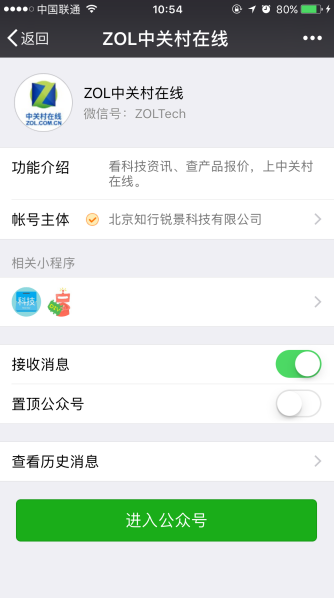 中国联通
10:54
80%
返回
ZOL中关村在线
中关村在线
ZOL.COM.CN
ZOL中关村在线
微信号：ZOLTech
功能介绍
看科技资讯、查产品报价，上中关村
在线。
帐号主体
北京知行锐景科技有限公司
相关小程序
科技
接收消息
置顶公众号
查看历史消息
进入公众号